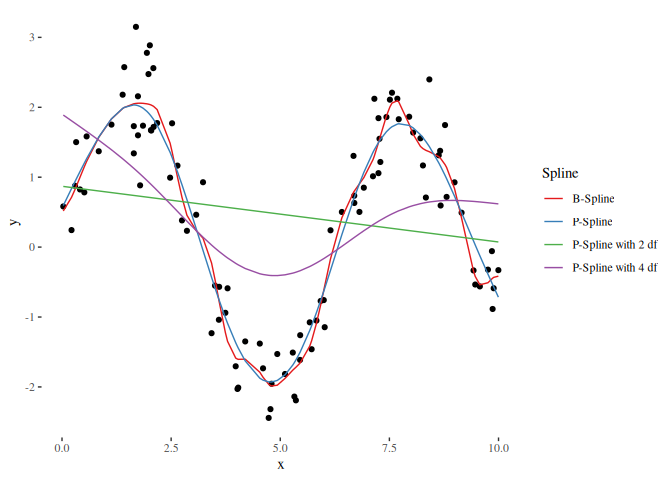 3
2
1
0
-1
-2
y
0.0
2.5
5.0
7.5
10.0
x
Spline
B-Spline
P-Spline
P-Spline with 2 df
P-Spline with 4 df